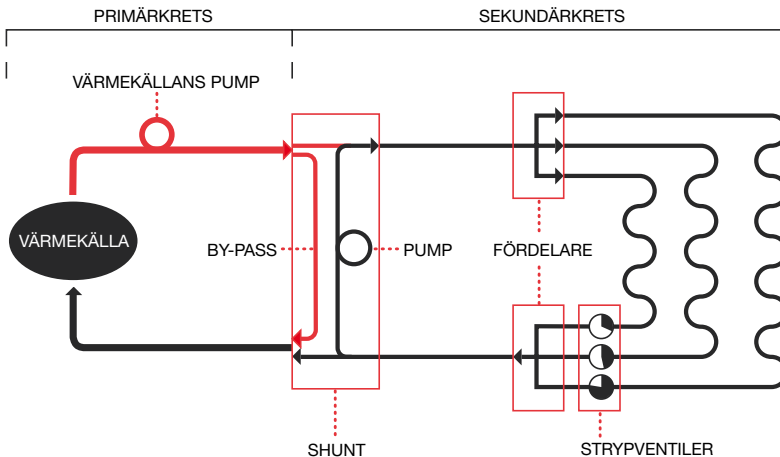 PRIMÄRKRETS
SEKUNDÄRKRETS
VÄRMEKÄLLANS PUMP
VÄRMEKÄLLA
BY-PASS
PUMP
FÖRDELARE
SHUNT
STRYPVENTILER